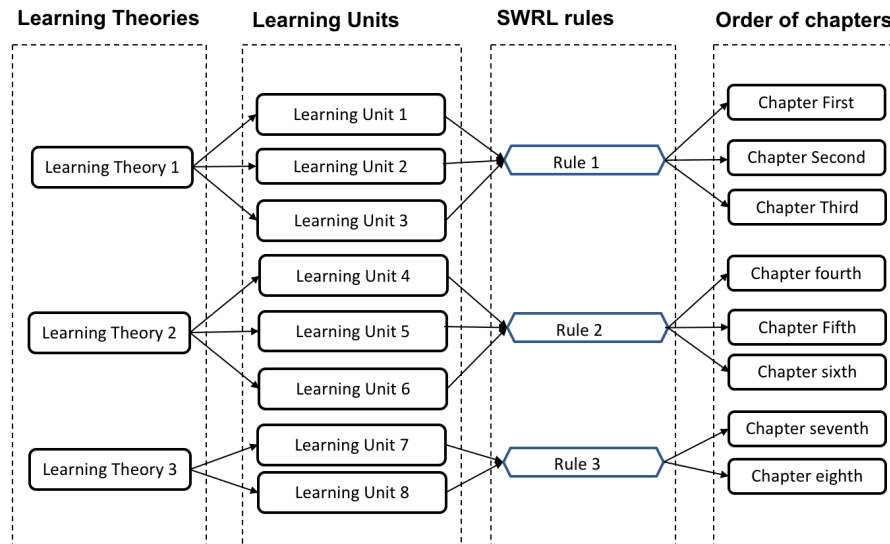 Learning Theories
Learning Units
SWRL rules
Order of chapters
Learning Theory 1
Learning Unit 1
Learning Unit 2
Learning Unit 3
Rule 1
Chapter First
Chapter Second
Chapter Third
Learning Theory 2
Learning Unit 4
Learning Unit 5
Learning Unit 6
Rule 2
Chapter fourth
Chapter Fifth
Chapter sixth
Learning Theory 3
Learning Unit 7
Learning Unit 8
Rule 3
Chapter seventh
Chapter eighth